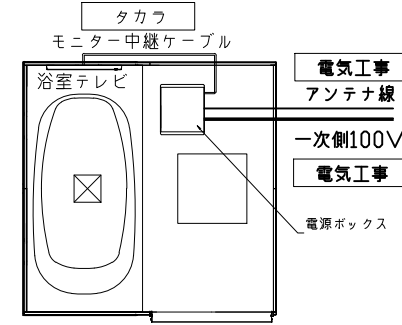 タカラ
モニター中継ケーブル
浴室テレビ
電気工事
アンテナ線
一次側100V
電気工事
電源ボックス